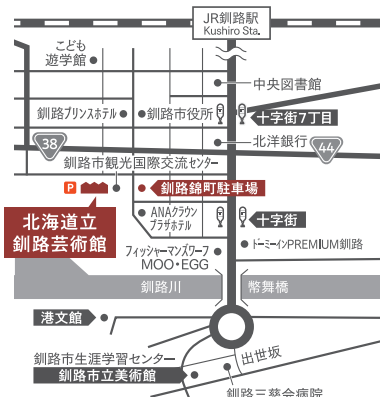 JR釧路駅
Kushiro Sta.
こども
遊学館
中央図書館
釧路プリンスホテル
釧路市役所
十字街7丁目
38
北洋銀行
44
釧路市観光国際交流センター
P
釧路錦町駐車場
北海道立
釧路芸術館
ANAクラウン
プラザホテル
十字街
フィッシャーマンズワーフ
MOO・EGG
ドーミーインPREMIUM釧路
釧路川
幣舞橋
港文館
釧路市生涯学習センター
出世坂
釧路市立美術館
釧路三慈会病院